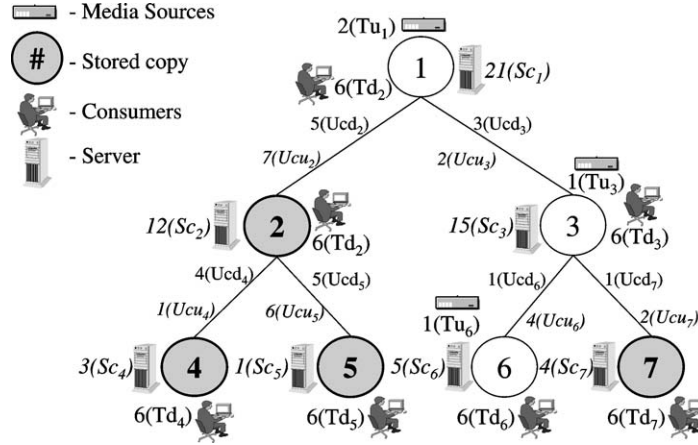 - Media Sources
# - Stored copy
- Consumers
- Server
2(Tu1)
1
21(Sc1)
6(Td2)
5(Ucd2)
3(Ucd3)
7(Ucu2)
2(Ucu3)
1(Tu3)
12(Sc2)
2
6(Td2)
15(Sc3)
3
6(Td3)
4(Ucd4)
5(Ucd5)
1(Ucd6)
1(Ucd7)
1(Ucu4)
6(Ucu5)
1(Tu6)
4(Ucu6)
2(Ucu7)
3(Sc4)
4
1(Sc5)
5
5(Sc6)
6
4(Sc7)
7
6(Td4)
6(Td5)
6(Td6)
6(Td7)